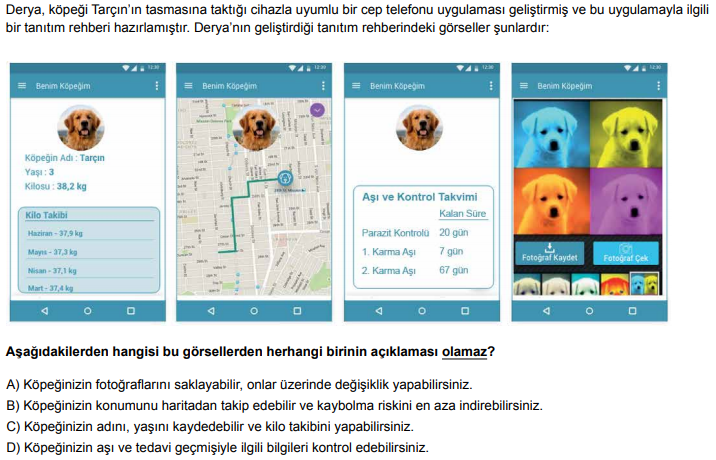 Derya, köpeği Tarçın’ın tasmasına taktığı cihazla uyumlu bir cep telefonu uygulaması geliştirmiş ve bu uygulamayla ilgili
bir tanıtım rehberi hazırlamıştır. Derya’nın geliştirdiği tanıtım rehberindeki görseller şunlardır:
12:30
Benim Köpeğim
Köpeğin Adı : Tarçın
Yaşı : 3
Kilosu : 38,2 kg
Kilo Takibi
Haziran - 37,9 kg
Mayıs - 37,3 kg
Nisan - 37,1 kg
Mart - 37,4 kg
12:30
Benim Köpeğim
12:30
Benim Köpeğim
Aşı ve Kontrol Takvimi
Kalan Süre
Parazit Kontrolü 20 gün
1. Karma Aşı 7 gün
2. Karma Aşı 67 gün
12:30
Benim Köpeğim
Fotoğraf Kaydet
Fotoğraf Çek
Aşağıdakilerden hangisi bu görsellerden herhangi birinin açıklaması olamaz?
A) Köpeğinizin fotoğraflarını saklayabilir, onlar üzerinde değişiklik yapabilirsiniz.
B) Köpeğinizin konumunu haritadan takip edebilir ve kaybolma riskini en aza indirebilirsiniz.
C) Köpeğinizin adını, yaşını kaydedebilir ve kilo takibini yapabilirsiniz.
D) Köpeğinizin aşı ve tedavi geçmişiyle ilgili bilgileri kontrol edebilirsiniz.